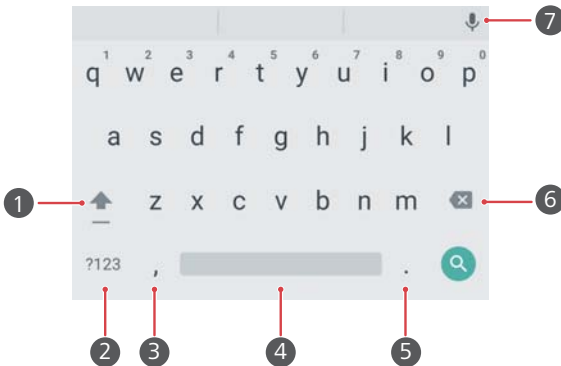 7
1 2 3 4 5 6 7 8 9 0
q w e r t y u i o p
a s d f g h j k l
1 z x c v b n m 6
?123 , .
2 3 4 5